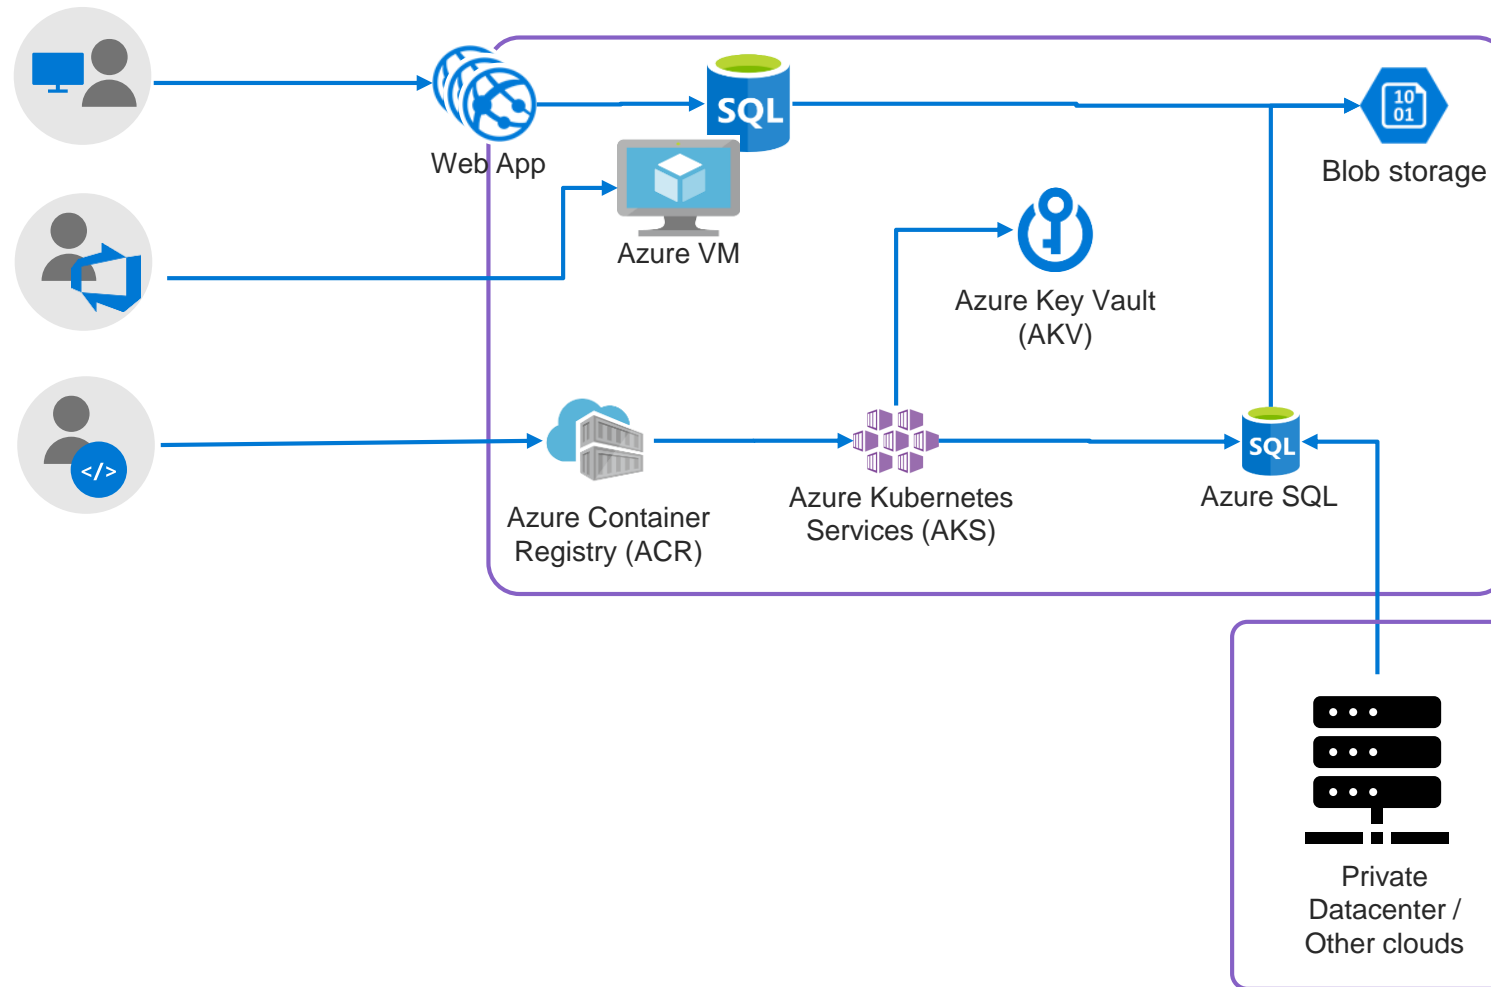 SQL
10
01
Web App
Blob storage
Azure VM
Azure Key Vault
(AKV)
</>
SQL
Azure Container
Registry (ACR)
Azure Kubernetes
Services (AKS)
Azure SQL
Private
Datacenter /
Other clouds